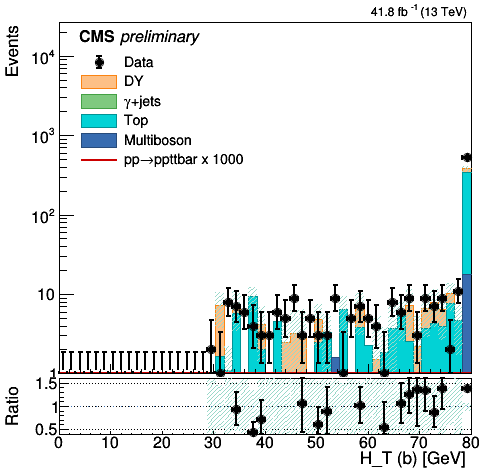 41.8 fb⁻¹ (13 TeV)
Events
CMS preliminary
Data
DY
γ+jets
Top
Multiboson
pp→ppttbar x 1000
10⁴
10³
10²
10
1
Ratio
1.5
1
0.5
0 10 20 30 40 50 60 70 80
H_T (b) [GeV]